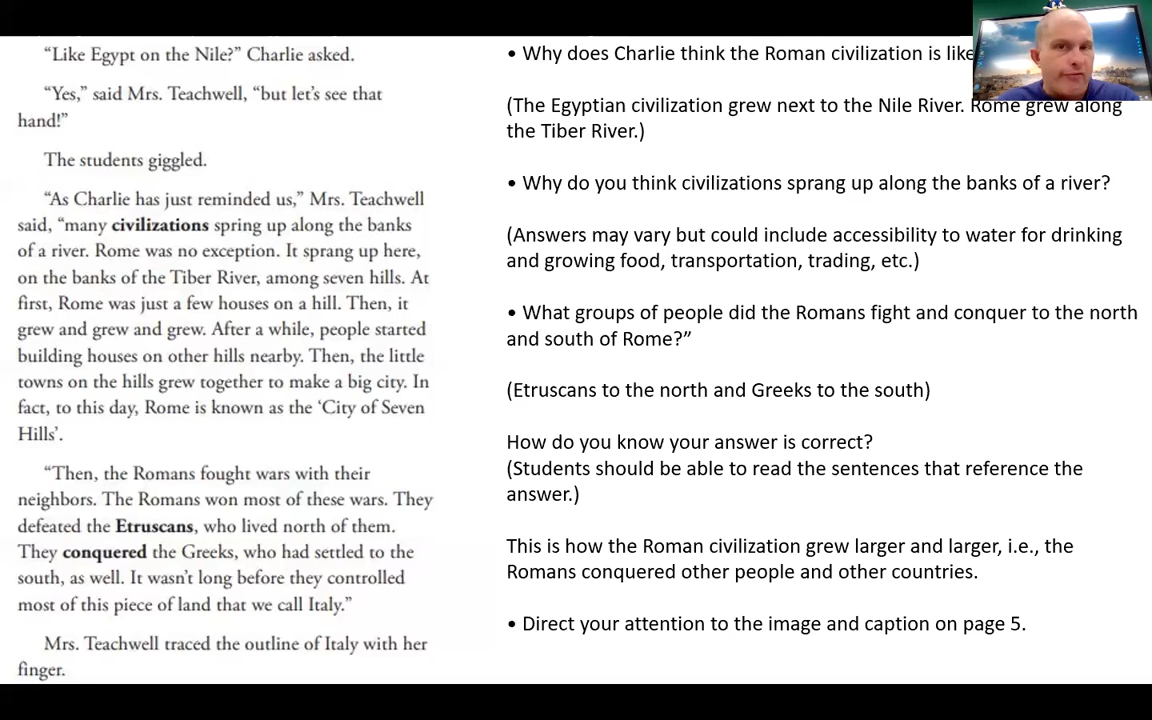 “Like Egypt on the Nile?” Charlie asked.
“Yes,” said Mrs. Teachwell, “but let’s see that
hand!”
The students giggled.
“As Charlie has just reminded us,” Mrs. Teachwell
said, “many civilizations spring up along the banks
of a river. Rome was no exception. It sprang up here,
on the banks of the Tiber River, among seven hills. At
first, Rome was just a few houses on a hill. Then, it
grew and grew and grew. After a while, people started
building houses on other hills nearby. Then, the little
towns on the hills grew together to make a big city. In
fact, to this day, Rome is known as the ‘City of Seven
Hills’.
“Then, the Romans fought wars with their
neighbors. The Romans won most of these wars. They
defeated the Etruscans, who lived north of them.
They conquered the Greeks, who had settled to the
south, as well. It wasn’t long before they controlled
most of this piece of land that we call Italy.”
Mrs. Teachwell traced the outline of Italy with her
finger.
• Why does Charlie think the Roman civilization is like
(The Egyptian civilization grew next to the Nile River. Rome grew along
the Tiber River.)
• Why do you think civilizations sprang up along the banks of a river?
(Answers may vary but could include accessibility to water for drinking
and growing food, transportation, trading, etc.)
• What groups of people did the Romans fight and conquer to the north
and south of Rome?”
(Etruscans to the north and Greeks to the south)
How do you know your answer is correct?
(Students should be able to read the sentences that reference the
answer.)
This is how the Roman civilization grew larger and larger, i.e., the
Romans conquered other people and other countries.
• Direct your attention to the image and caption on page 5.